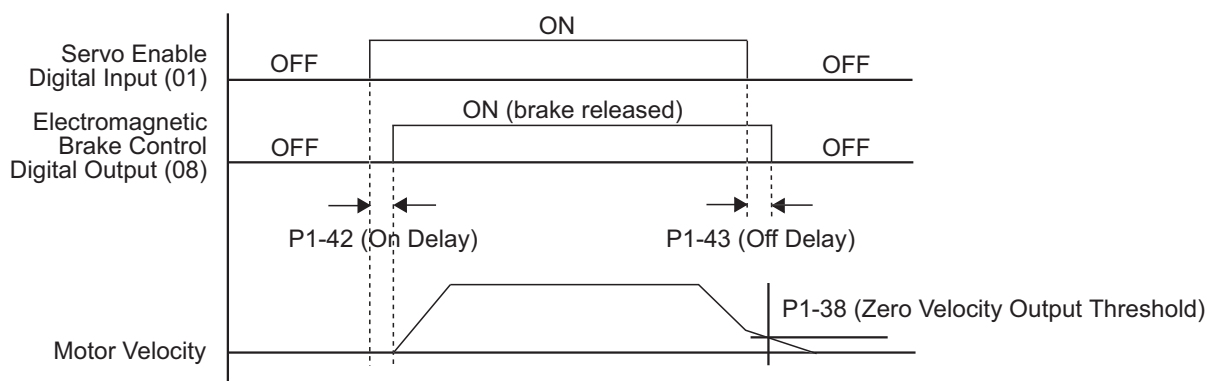 ON
Servo Enable
Digital Input (01)
OFF
OFF
Electromagnetic
Brake Control
Digital Output (08)
OFF
ON (brake released)
OFF
P1-42 (On Delay)
P1-43 (Off Delay)
P1-38 (Zero Velocity Output Threshold)
Motor Velocity